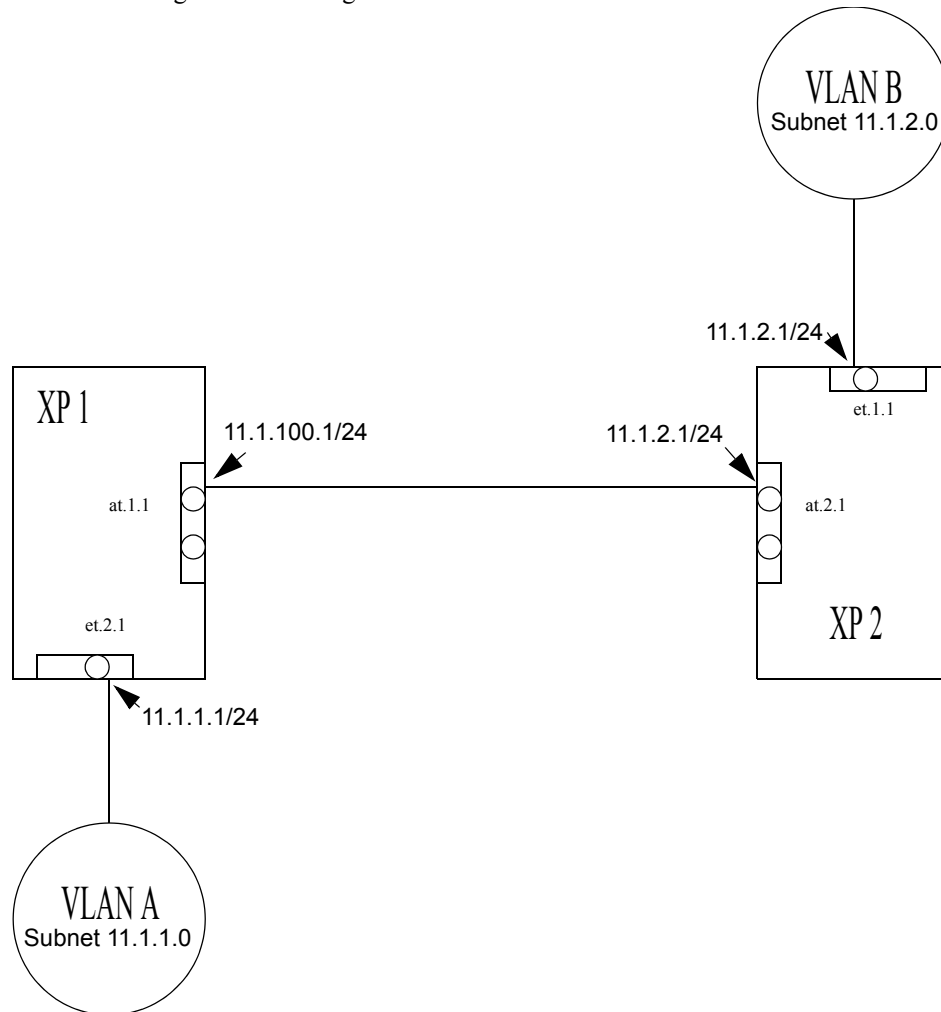 VLAN B
Subnet 11.1.2.0
11.1.2.1/24
et.1.1
XP 1
11.1.100.1/24
11.1.2.1/24
at.1.1
at.2.1
et.2.1
XP 2
11.1.1.1/24
VLAN A
Subnet 11.1.1.0